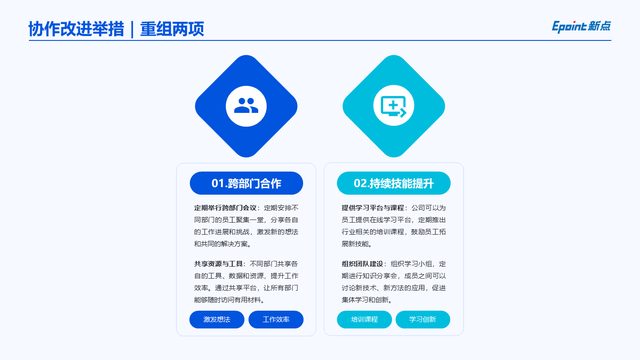 协作改进举措｜重组两项
Epoint新点
01.跨部门合作
定期举行跨部门会议：定期安排不
同部门的员工聚集一堂，分享各自
的工作进展和挑战，激发新的想法
和共同的解决方案。
共享资源与工具：不同部门共享各
自的工具、数据和资源，提升工作
效率。通过共享平台，让所有部门
能够随时访问有用材料。
激发想法
工作效率
02.持续技能提升
提供学习平台与课程：公司可以为
员工提供在线学习平台，定期推出
行业相关的培训课程，鼓励员工拓
展新技能。
组织团队建设：组织学习小组，定
期进行知识分享会，成员之间可以
讨论新技术、新方法的应用，促进
集体学习和创新。
培训课程
学习创新